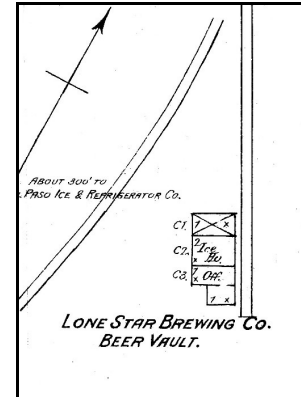 ABOUT 300' TO
PASO ICE & REFRIGERATOR CO.
C1. 1 x
C2. 2 Ice
x Ho.
C3. 1 Off.
x
1 x
LONE STAR BREWING CO.
BEER VAULT.